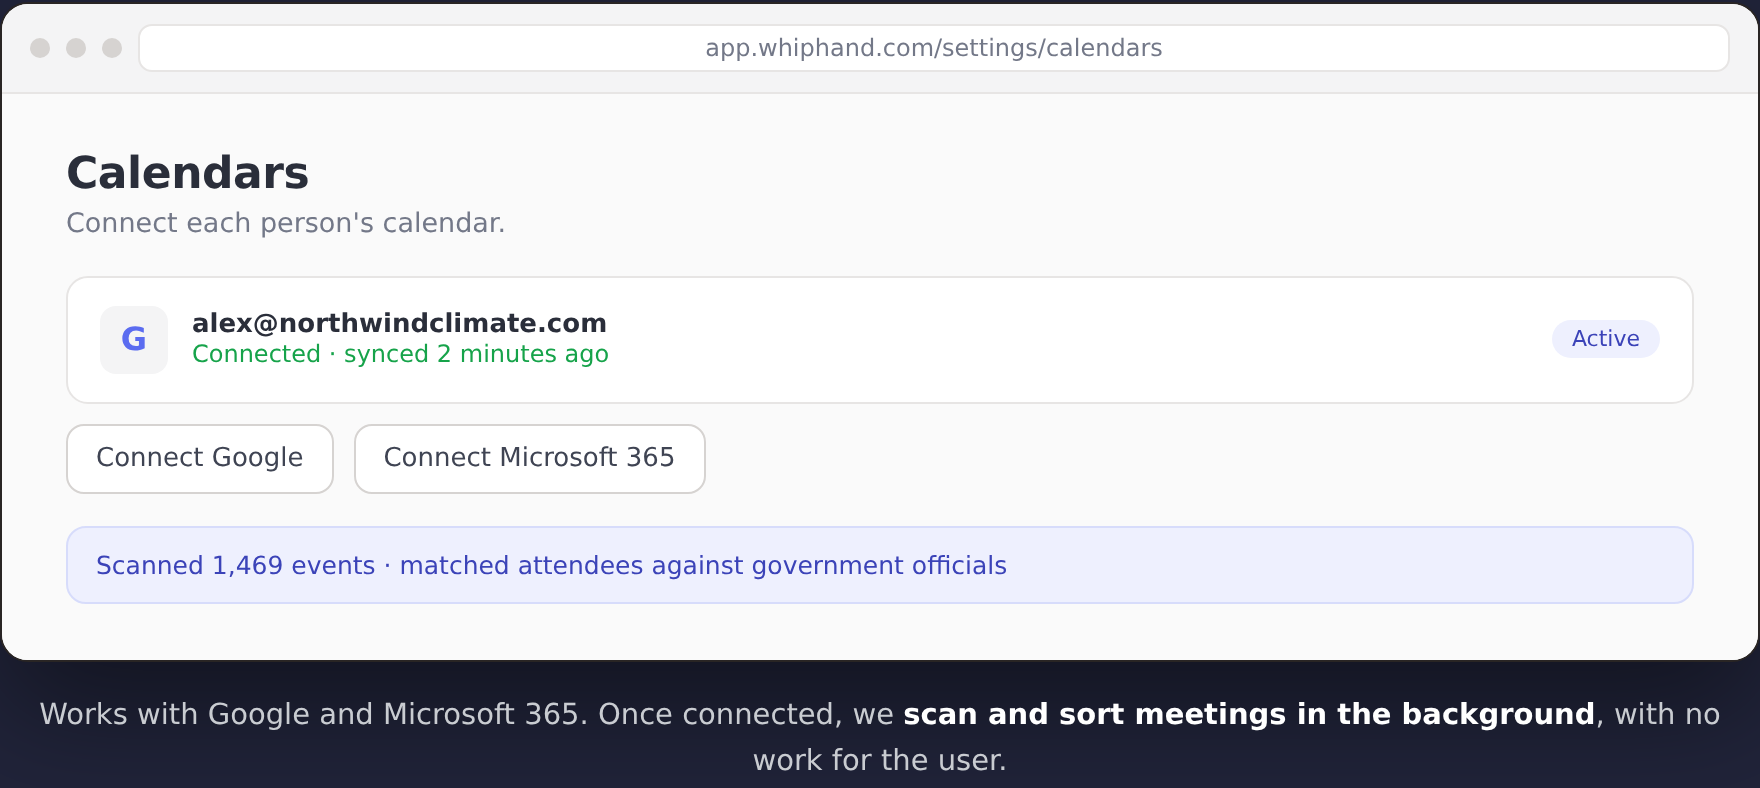 app.whiphand.com/settings/calendars
Calendars
Connect each person's calendar.
G
alex@northwindclimate.com
Connected · synced 2 minutes ago
Active
Connect Google
Connect Microsoft 365
Scanned 1,469 events · matched attendees against government officials
Works with Google and Microsoft 365. Once connected, we scan and sort meetings in the background, with no
work for the user.